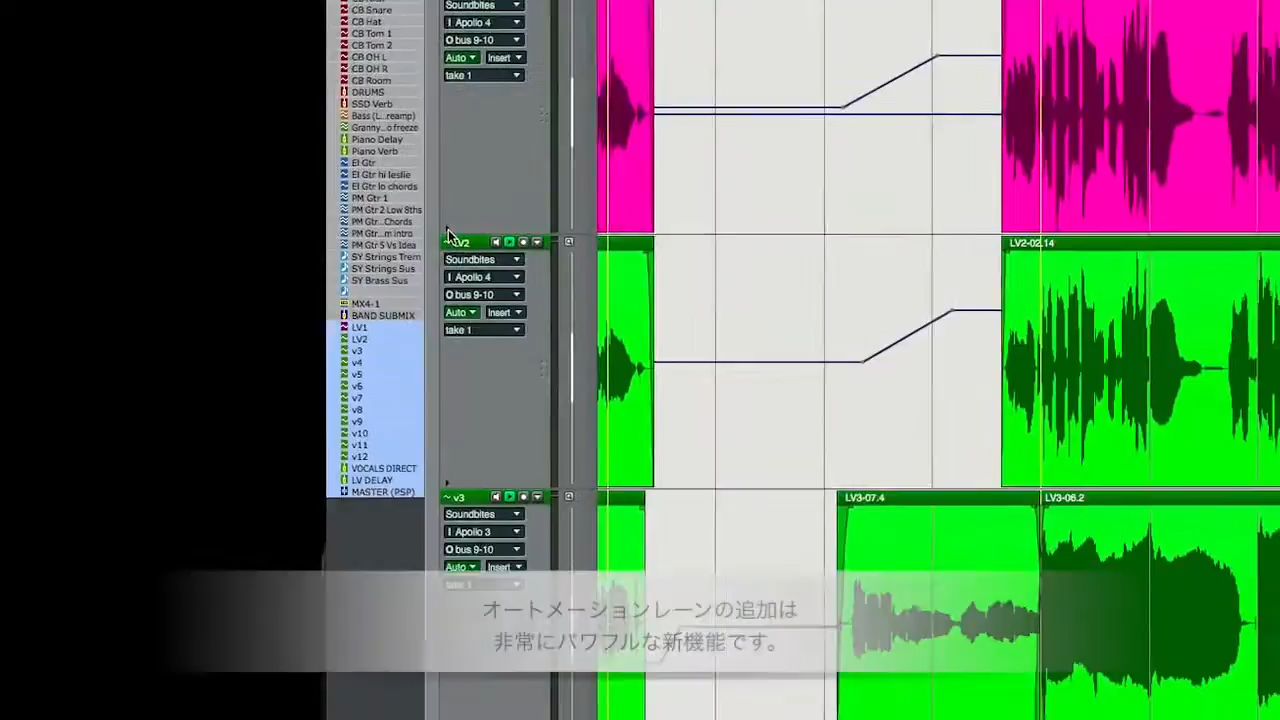 CB Snare
CB Hat
CB Tom 1
CB Tom 2
CB OH L
CB OH R
CB Room
DRUMS
SSD Verb
Bass (L...reamp)
Granny...o freeze
Piano Delay
Piano Verb
El Gtr
El Gtr hi leslie
El Gtr lo chords
PM Gtr 1
PM Gtr 2 Low 8ths
PM Gtr...Chords
PM Gtr...m intro
PM Gtr 5 Vs Idea
SY Strings Trem
SY Strings Sus
SY Brass Sus
MX4-1
BAND SUBMIX
LV1
LV2
v3
v4
v5
v6
v7
v8
v9
v10
v11
v12
VOCALS DIRECT
LV DELAY
MASTER (PSP)
Soundbites
I Apollo 4
O bus 9-10
Auto Insert
take 1
LV2
Soundbites
I Apollo 4
O bus 9-10
Auto Insert
take 1
LV2-02.14
v3
Soundbites
I Apollo 3
O bus 9-10
Auto Insert
take 1
LV3-07.4
LV3-06.2
オートメーションレーンの追加は
非常にパワフルな新機能です。